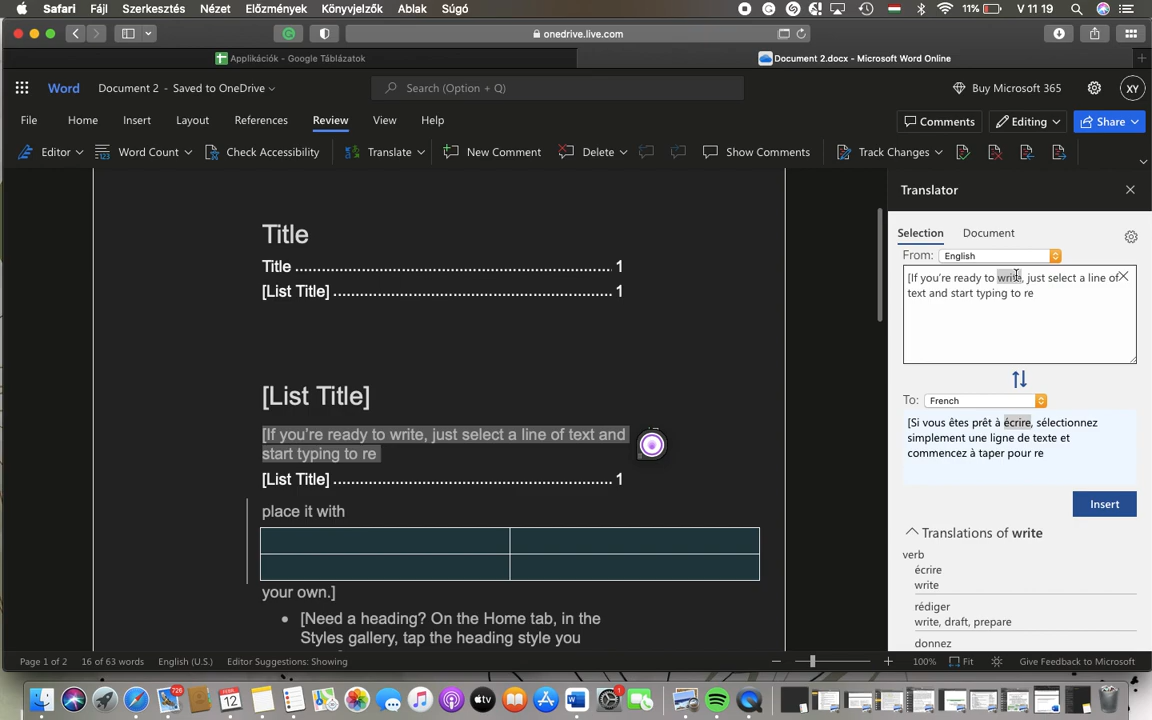 Safari Fájl Szerkesztés Nézet Előzmények Könyvjelzők Ablak Súgó 11% V 11 19
onedrive.live.com
Applikációk - Google Táblázatok Document 2.docx - Microsoft Word Online
Word Document 2 - Saved to OneDrive Search (Option + Q) Buy Microsoft 365 XY
File Home Insert Layout References Review View Help Comments Editing Share
Editor Word Count Check Accessibility Translate New Comment Delete Show Comments Track Changes
Title
Title 1
[List Title] 1
[List Title]
[If you're ready to write, just select a line of text and
start typing to re
[List Title] 1
place it with
your own.]
• [Need a heading? On the Home tab, in the
Styles gallery, tap the heading style you
Translator
Selection Document
From: English
[If you're ready to write, just select a line of
text and start typing to re
To: French
[Si vous êtes prêt à écrire, sélectionnez
simplement une ligne de texte et
commencez à taper pour re
Insert
Translations of write
verb
écrire
write
rédiger
write, draft, prepare
donnez
Page 1 of 2 16 of 63 words English (U.S.) Editor Suggestions: Showing 100% Fit Give Feedback to Microsoft
726 12 tv 1